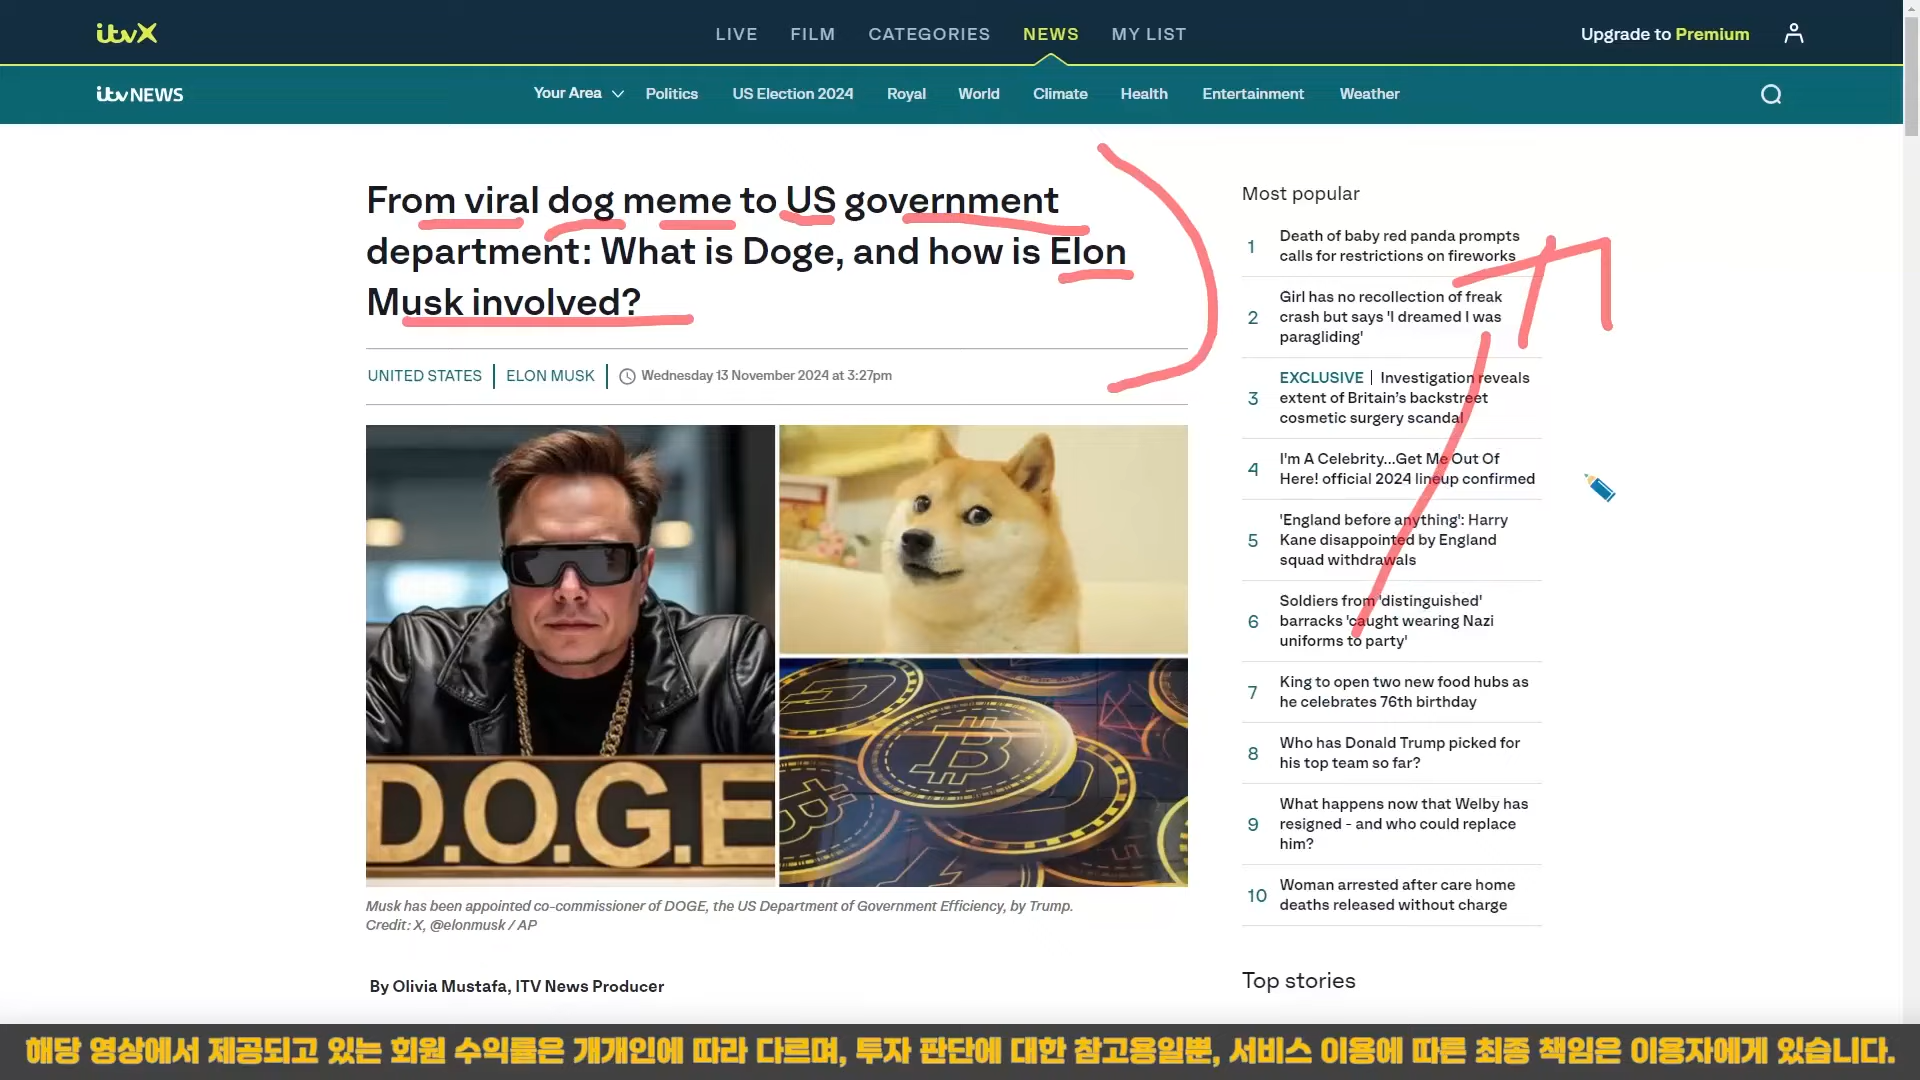 itvX
LIVE
FILM
CATEGORIES
NEWS
MY LIST
Upgrade to Premium
itv NEWS
Your Area
Politics
US Election 2024
Royal
World
Climate
Health
Entertainment
Weather
From viral dog meme to US government
department: What is Doge, and how is Elon
Musk involved?
UNITED STATES
ELON MUSK
Wednesday 13 November 2024 at 3:27pm
D.O.G.E
Musk has been appointed co-commissioner of DOGE, the US Department of Government Efficiency, by Trump.
Credit: X, @elonmusk / AP
By Olivia Mustafa, ITV News Producer
Most popular
1
Death of baby red panda prompts
calls for restrictions on fireworks
2
Girl has no recollection of freak
crash but says 'I dreamed I was
paragliding'
3
EXCLUSIVE | Investigation reveals
extent of Britain's backstreet
cosmetic surgery scandal
4
I'm A Celebrity...Get Me Out Of
Here! official 2024 lineup confirmed
5
'England before anything': Harry
Kane disappointed by England
squad withdrawals
6
Soldiers from 'distinguished'
barracks 'caught wearing Nazi
uniforms to party'
7
King to open two new food hubs as
he celebrates 76th birthday
8
Who has Donald Trump picked for
his top team so far?
9
What happens now that Welby has
resigned - and who could replace
him?
10
Woman arrested after care home
deaths released without charge
Top stories
해당 영상에서 제공되고 있는 회원 수익률은 개개인에 따라 다르며, 투자 판단에 대한 참고용일뿐, 서비스 이용에 따른 최종 책임은 이용자에게 있습니다.